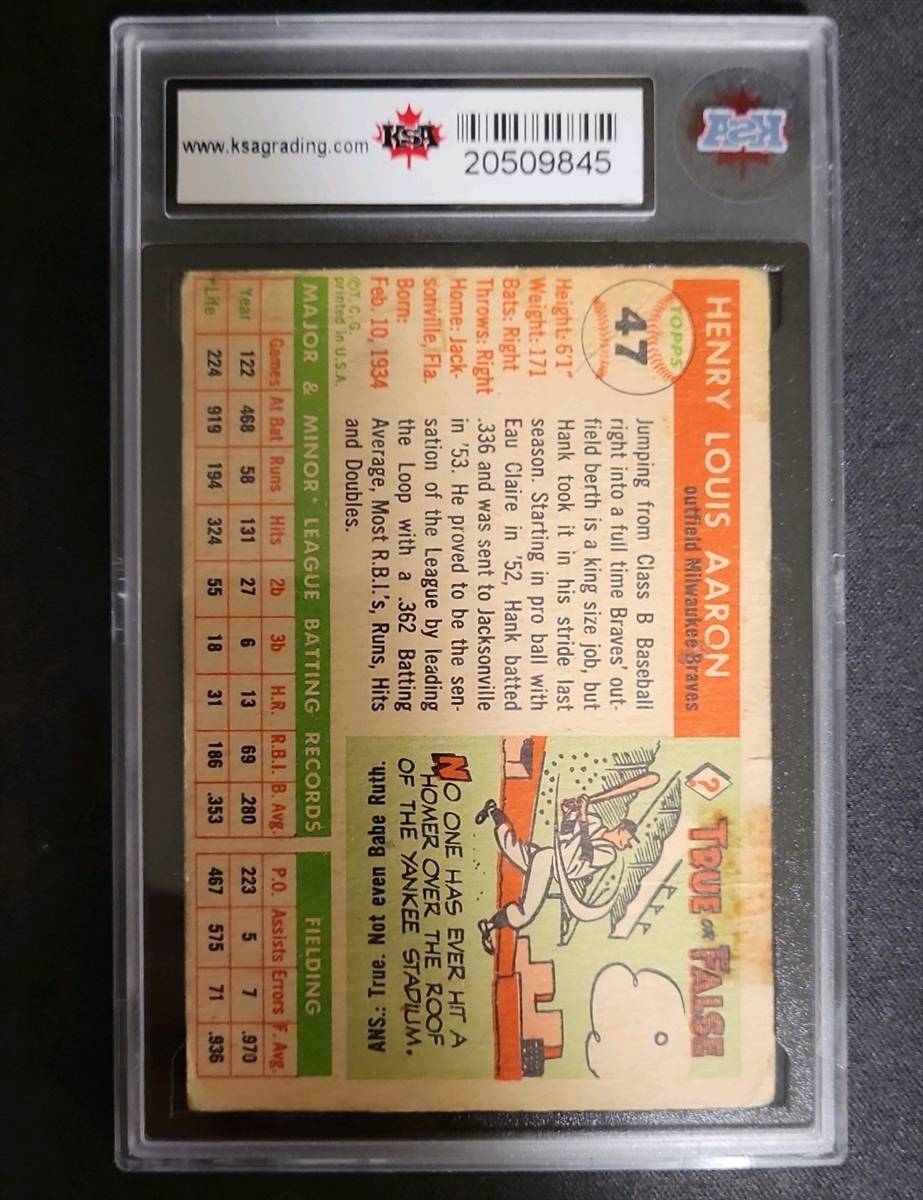 www.ksagrading.com
KSA
20509845
KSA
HENRY LOUIS AARON
outfield Milwaukee Braves
TOPPS
47
Height: 6'1"
Weight: 171
Bats: Right
Throws: Right
Home: Jack-
sonville, Fla.
Born:
Feb. 10, 1934
©T.C.G.
printed in U.S.A.
Jumping from Class B Baseball
right into a full time Braves' out-
field berth is a king size job, but
Hank took it in his stride last
season. Starting in pro ball with
Eau Claire in '52, Hank batted
.336 and was sent to Jacksonville
in '53. He proved to be the sen-
sation of the League by leading
the Loop with a .362 Batting
Average, Most R.B.I.'s, Runs, Hits
and Doubles.
? TRUE OR FALSE
NO ONE HAS EVER HIT A
HOMER OVER THE ROOF
OF THE YANKEE STADIUM.
ANS: True. Not even Babe Ruth.
MAJOR & MINOR* LEAGUE BATTING RECORDS FIELDING
Games At Bat Runs Hits 2b 3b H.R. R.B.I. B. Avg. P.O. Assists Errors F. Avg.
Year 122 468 58 131 27 6 13 69 .280 223 5 7 .970
*Life 224 919 194 324 55 18 31 186 .353 467 575 71 .936